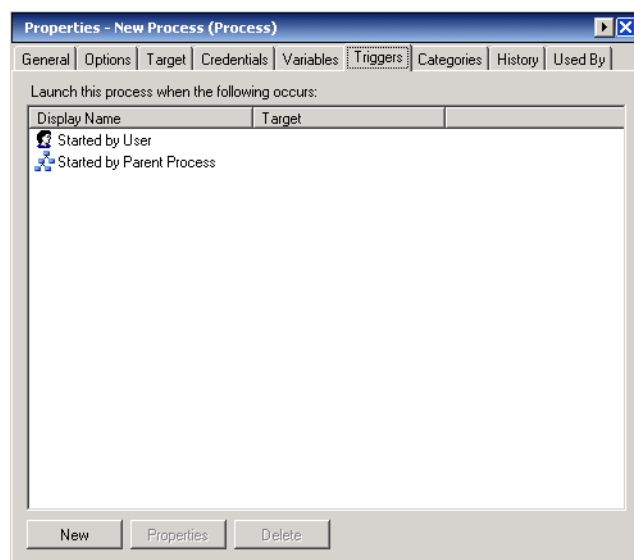 Properties - New Process (Process)
General Options Target Credentials Variables Triggers Categories History Used By
Launch this process when the following occurs:
Display Name Target
Started by User
Started by Parent Process
New Properties Delete